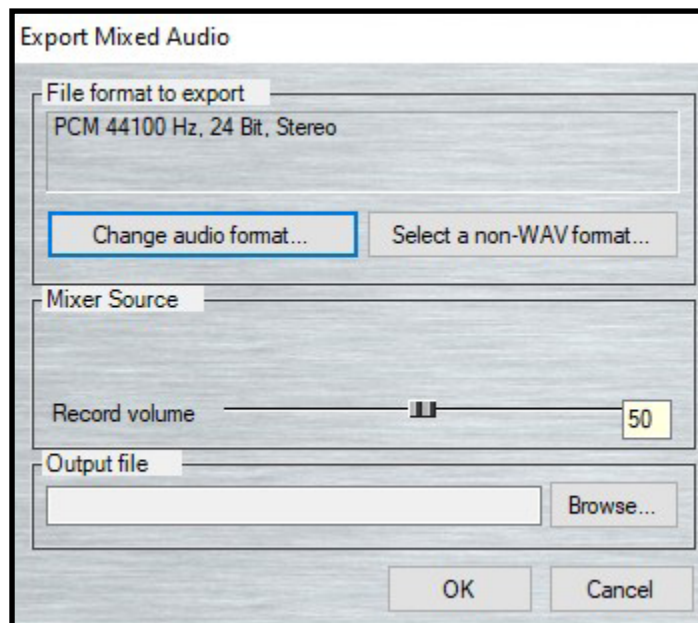 Export Mixed Audio
File format to export
PCM 44100 Hz, 24 Bit, Stereo
Change audio format... Select a non-WAV format...
Mixer Source
Record volume 50
Output file
Browse...
OK Cancel